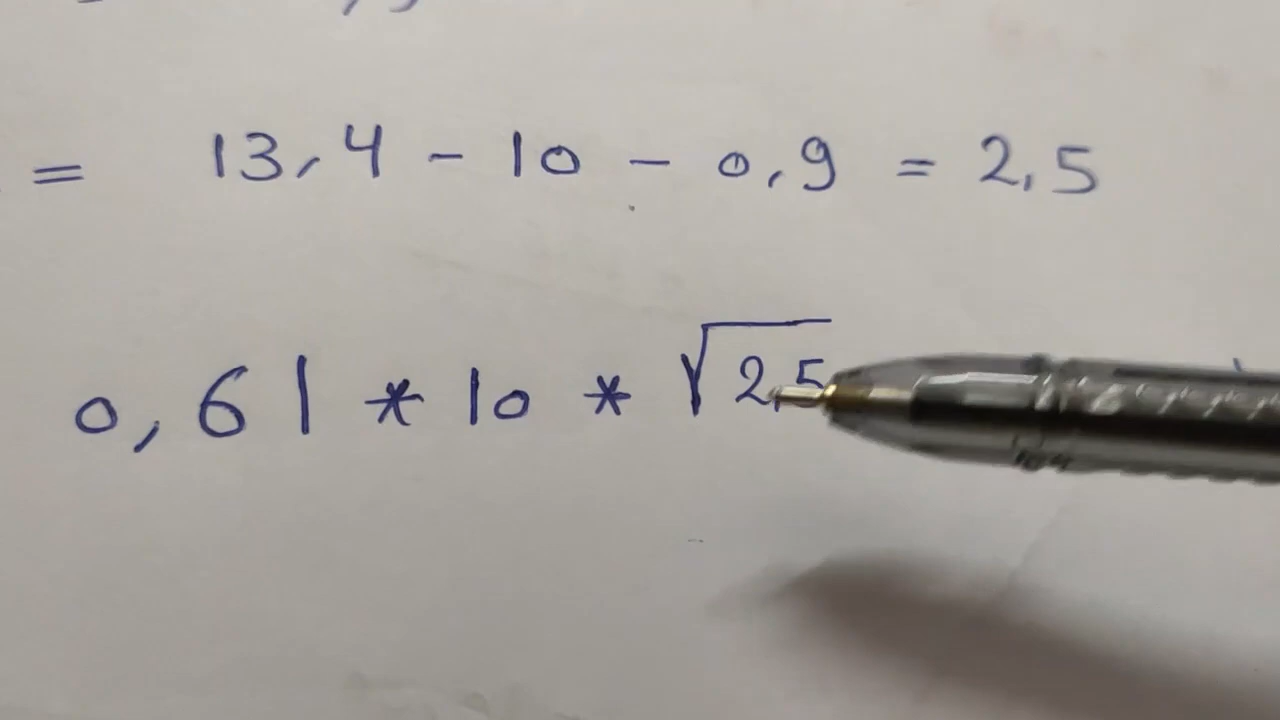 = 13,4 - 10 - 0,9 = 2,5
0,61 * 10 * √2,5